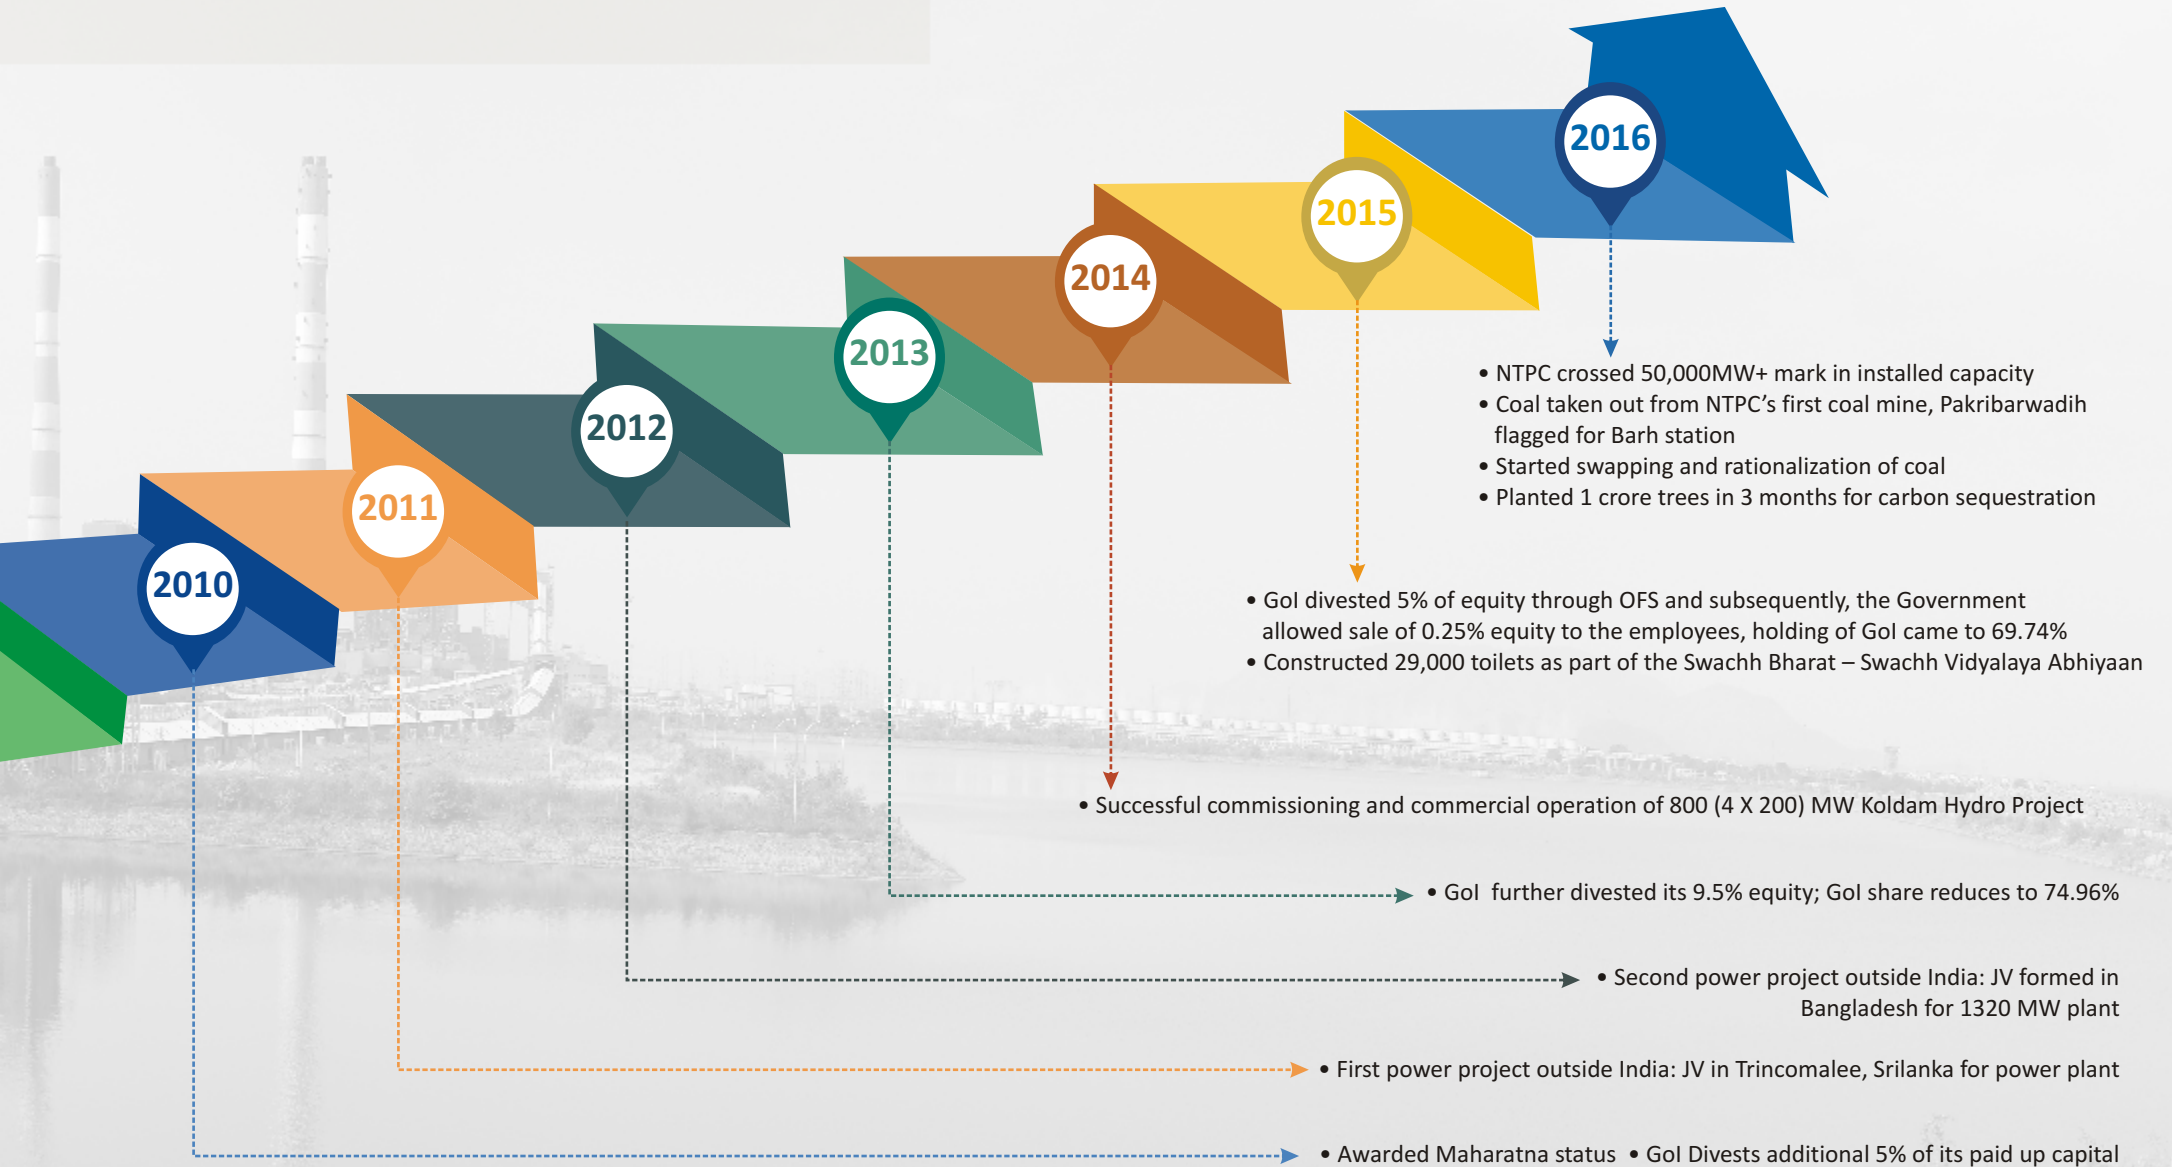 2016
2015
2014
2013
2012
2011
2010
• NTPC crossed 50,000MW+ mark in installed capacity
• Coal taken out from NTPC’s first coal mine, Pakribarwadih
flagged for Barh station
• Started swapping and rationalization of coal
• Planted 1 crore trees in 3 months for carbon sequestration
• GoI divested 5% of equity through OFS and subsequently, the Government
allowed sale of 0.25% equity to the employees, holding of GoI came to 69.74%
• Constructed 29,000 toilets as part of the Swachh Bharat – Swachh Vidyalaya Abhiyaan
• Successful commissioning and commercial operation of 800 (4 X 200) MW Koldam Hydro Project
• GoI further divested its 9.5% equity; GoI share reduces to 74.96%
• Second power project outside India: JV formed in
Bangladesh for 1320 MW plant
• First power project outside India: JV in Trincomalee, Srilanka for power plant
• Awarded Maharatna status • GoI Divests additional 5% of its paid up capital